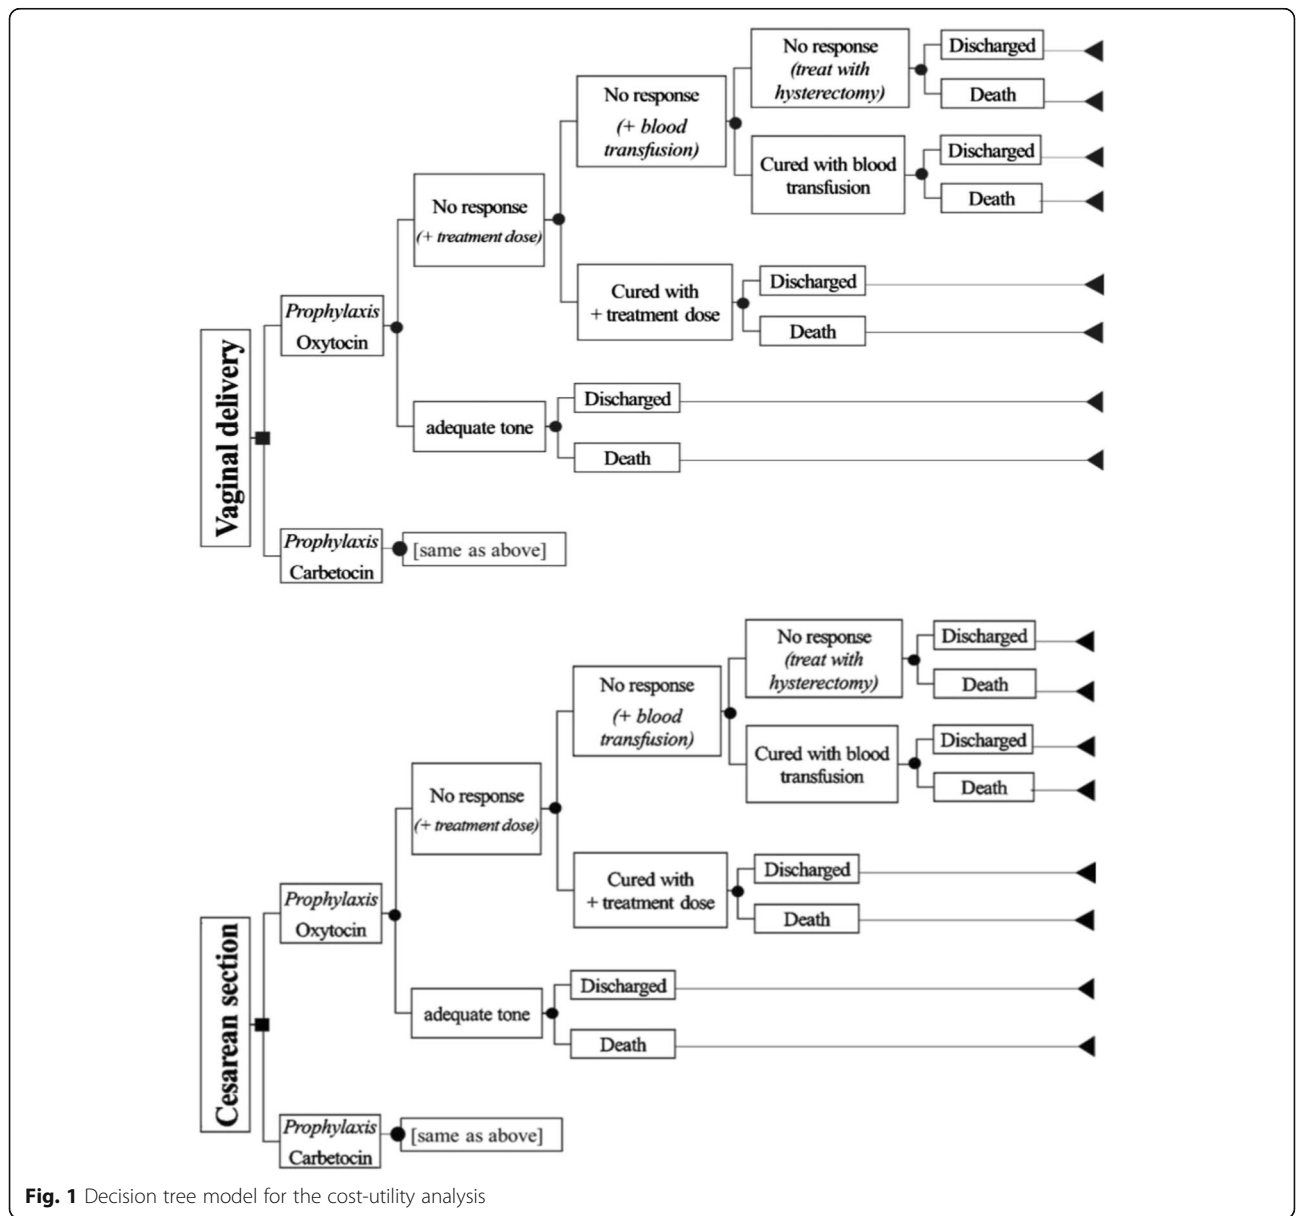 Vaginal delivery
Prophylaxis
Oxytocin
No response
(+ treatment dose)
No response
(+ blood
transfusion)
No response
(treat with
hysterectomy)
Discharged
Death
Cured with blood
transfusion
Discharged
Death
Cured with
+ treatment dose
Discharged
Death
adequate tone
Discharged
Death
Prophylaxis
Carbetocin
[same as above]
Cesarean section
Prophylaxis
Oxytocin
No response
(+ treatment dose)
No response
(+ blood
transfusion)
No response
(treat with
hysterectomy)
Discharged
Death
Cured with blood
transfusion
Discharged
Death
Cured with
+ treatment dose
Discharged
Death
adequate tone
Discharged
Death
Prophylaxis
Carbetocin
[same as above]
Fig. 1 Decision tree model for the cost-utility analysis